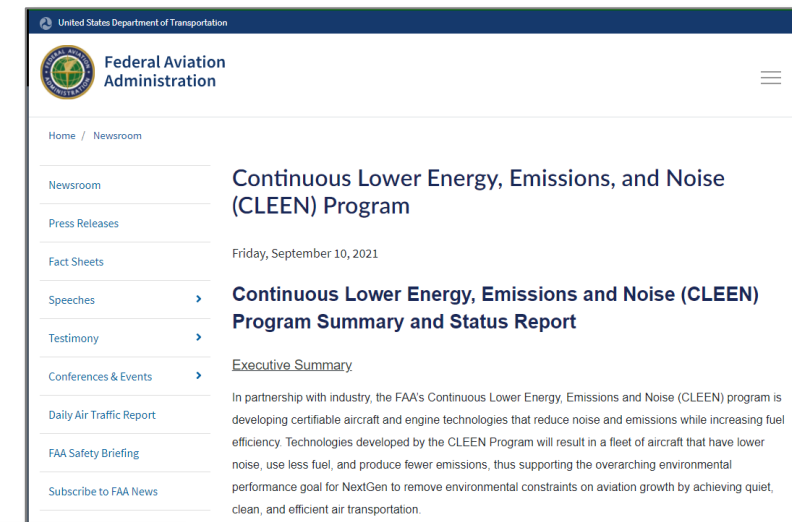 United States Department of Transportation
Federal Aviation
Administration
Home / Newsroom
Newsroom
Press Releases
Fact Sheets
Speeches
Testimony
Conferences & Events
Daily Air Traffic Report
FAA Safety Briefing
Subscribe to FAA News
Continuous Lower Energy, Emissions, and Noise
(CLEEN) Program
Friday, September 10, 2021
Continuous Lower Energy, Emissions and Noise (CLEEN)
Program Summary and Status Report
Executive Summary
In partnership with industry, the FAA's Continuous Lower Energy, Emissions and Noise (CLEEN) program is
developing certifiable aircraft and engine technologies that reduce noise and emissions while increasing fuel
efficiency. Technologies developed by the CLEEN Program will result in a fleet of aircraft that have lower
noise, use less fuel, and produce fewer emissions, thus supporting the overarching environmental
performance goal for NextGen to remove environmental constraints on aviation growth by achieving quiet,
clean, and efficient air transportation.